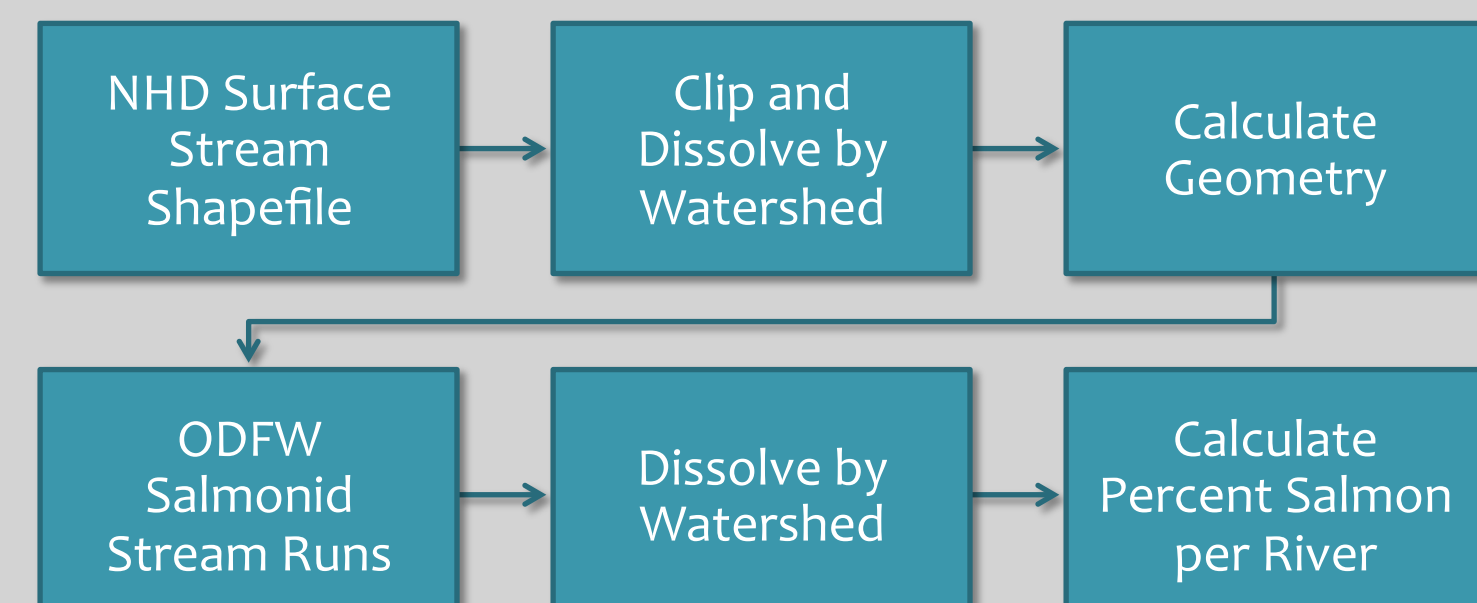 NHD Surface
Stream
Shapefile
Clip and
Dissolve by
Watershed
Calculate
Geometry
ODFW
Salmonid
Stream Runs
Dissolve by
Watershed
Calculate
Percent Salmon
per River